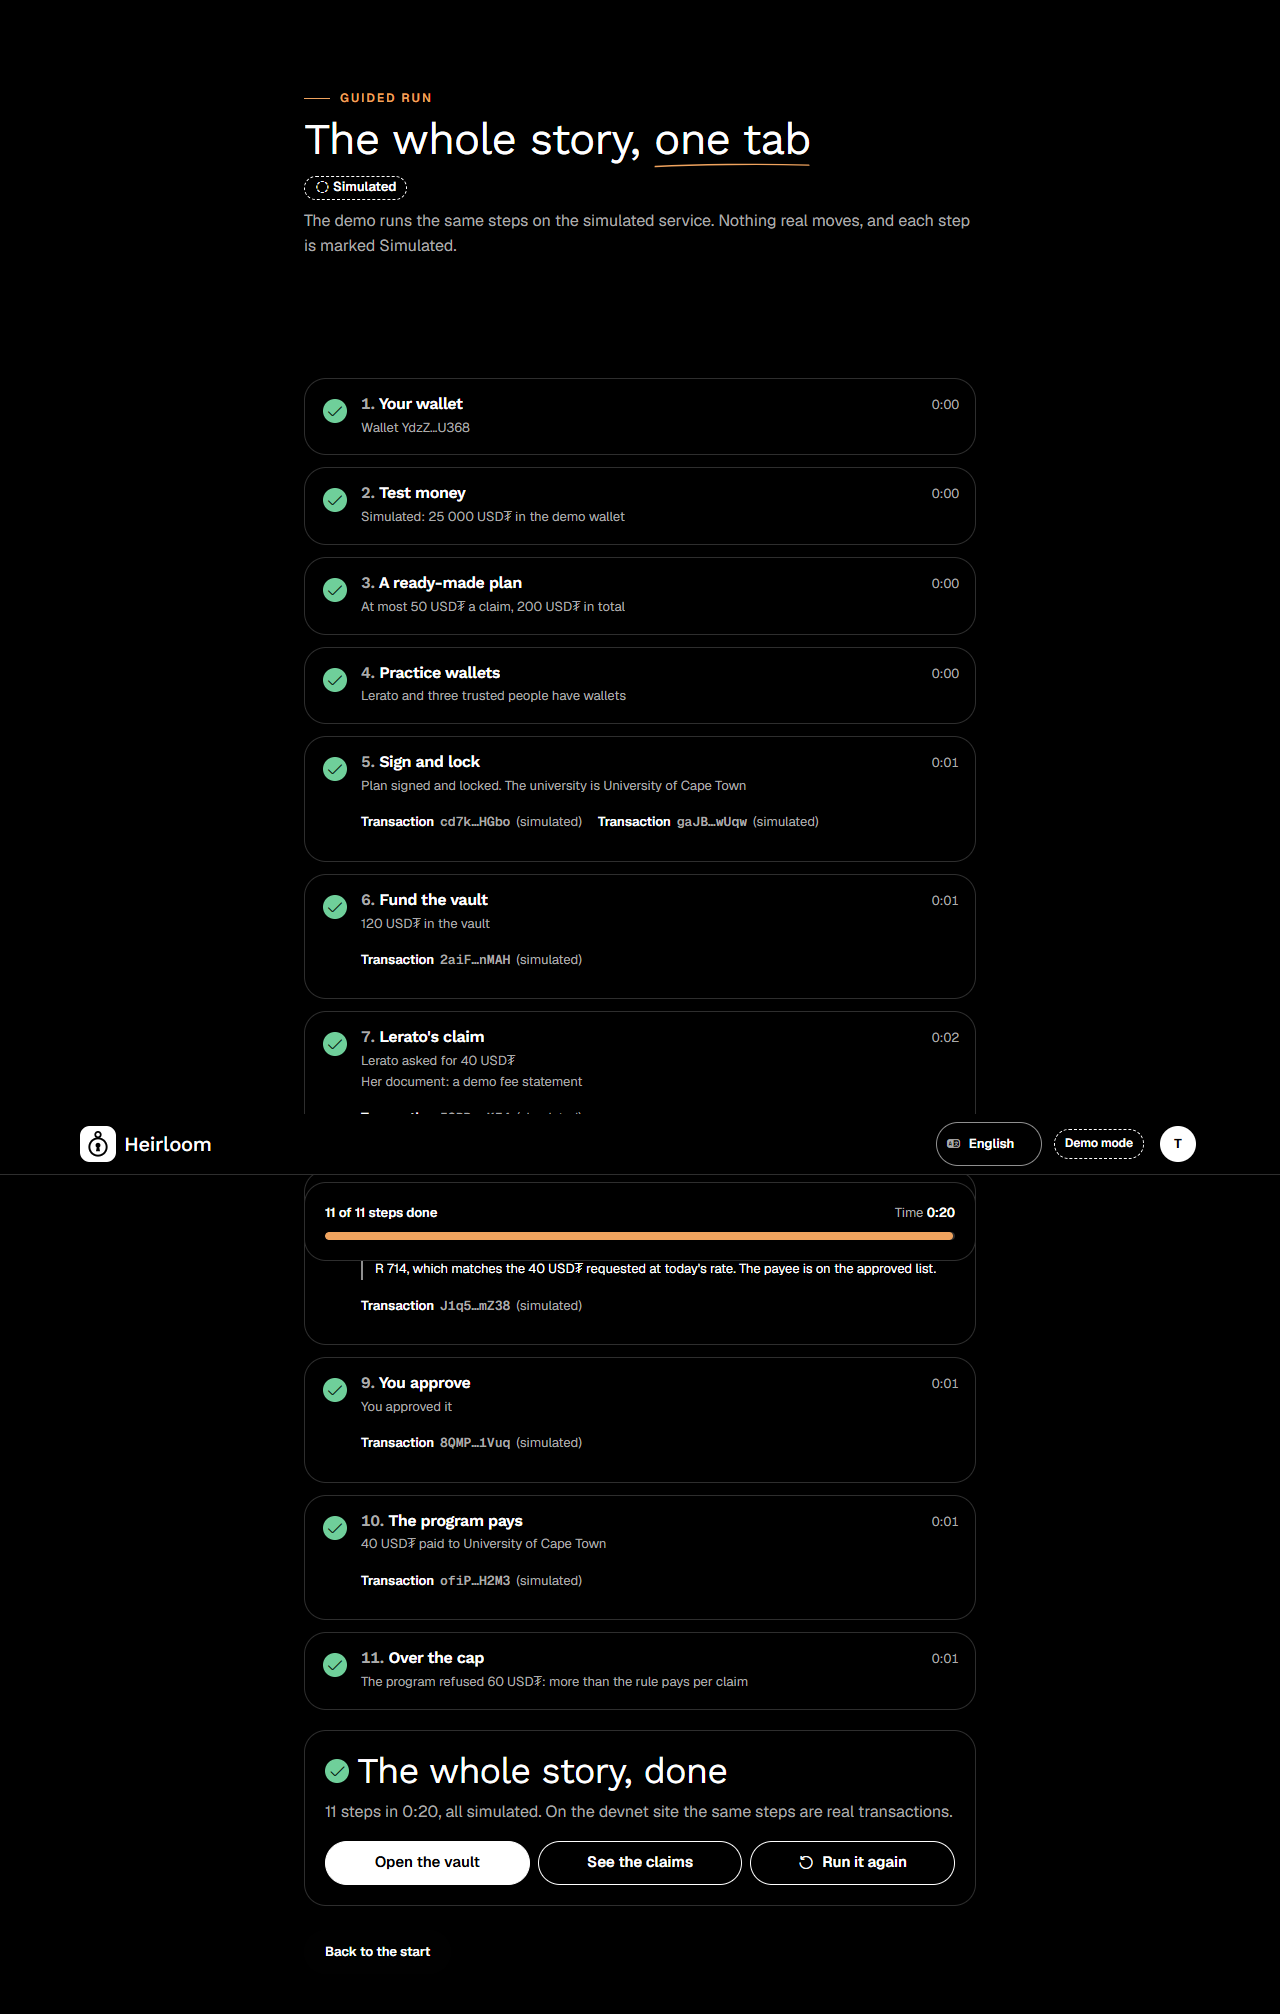 GUIDED RUN
The whole story, one tab
Simulated
The demo runs the same steps on the simulated service. Nothing real moves, and each step
is marked Simulated.
1. Your wallet 0:00
Wallet YdzZ…U368
2. Test money 0:00
Simulated: 25 000 USD₮ in the demo wallet
3. A ready-made plan 0:00
At most 50 USD₮ a claim, 200 USD₮ in total
4. Practice wallets 0:00
Lerato and three trusted people have wallets
5. Sign and lock 0:01
Plan signed and locked. The university is University of Cape Town
Transaction cd7k…HGbo (simulated) Transaction gaJB…wUqw (simulated)
6. Fund the vault 0:01
120 USD₮ in the vault
Transaction 2aiF…nMAH (simulated)
7. Lerato's claim 0:02
Lerato asked for 40 USD₮
Her document: a demo fee statement
Heirloom English Demo mode T
11 of 11 steps done Time 0:20
R 714, which matches the 40 USD₮ requested at today's rate. The payee is on the approved list.
Transaction J1q5…mZ38 (simulated)
9. You approve 0:01
You approved it
Transaction 8QMP…1Vuq (simulated)
10. The program pays 0:01
40 USD₮ paid to University of Cape Town
Transaction ofiP…H2M3 (simulated)
11. Over the cap 0:01
The program refused 60 USD₮: more than the rule pays per claim
The whole story, done
11 steps in 0:20, all simulated. On the devnet site the same steps are real transactions.
Open the vault See the claims Run it again
Back to the start